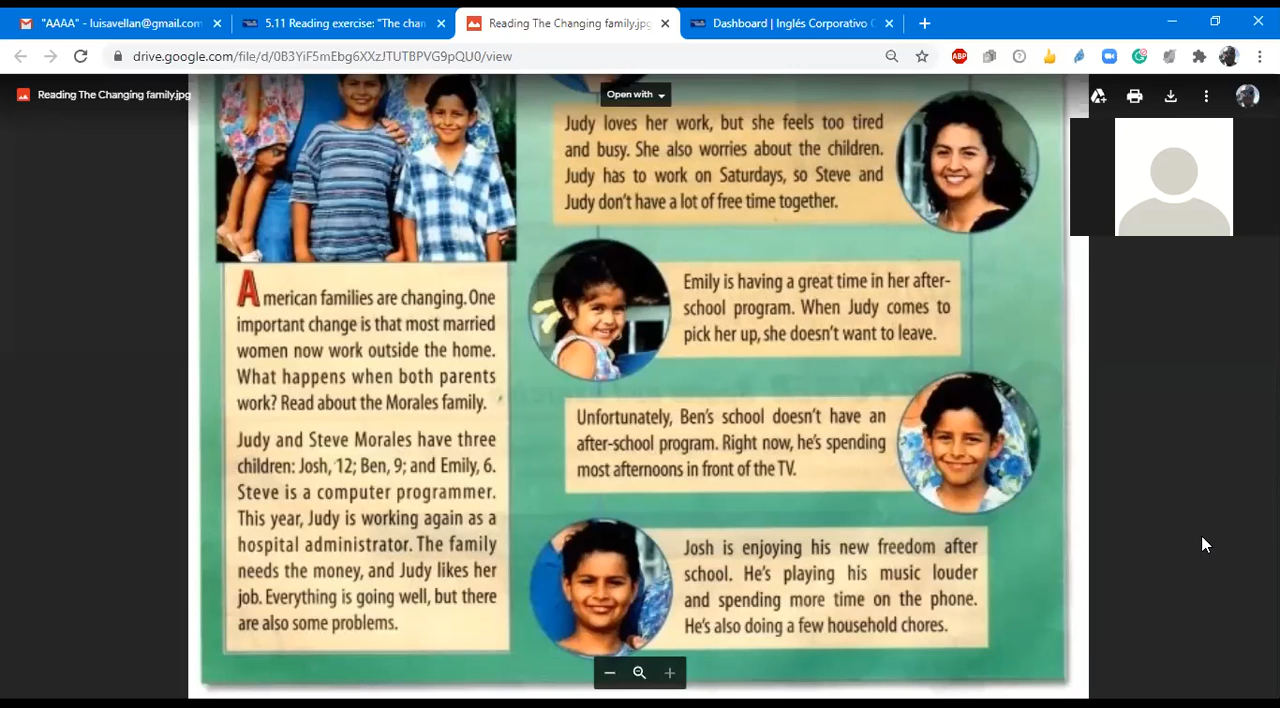 "AAAA" - luisavellan@gmail.com
5.11 Reading exercise: "The chan
Reading The Changing family.jpg
Dashboard | Inglés Corporativo
drive.google.com/file/d/0B3YiF5mEbg6XXzJTUTRPVG9pQU0/view
ABP
Reading The Changing family.jpg
Open with
American families are changing. One
important change is that most married
women now work outside the home.
What happens when both parents
work? Read about the Morales family.
Judy and Steve Morales have three
children: Josh, 12; Ben, 9; and Emily, 6.
Steve is a computer programmer.
This year, Judy is working again as a
hospital administrator. The family
needs the money, and Judy likes her
job. Everything is going well, but there
are also some problems.
Judy loves her work, but she feels too tired
and busy. She also worries about the children.
Judy has to work on Saturdays, so Steve and
Judy don't have a lot of free time together.
Emily is having a great time in her after-
school program. When Judy comes to
pick her up, she doesn't want to leave.
Unfortunately, Ben's school doesn't have an
after-school program. Right now, he's spending
most afternoons in front of the TV.
Josh is enjoying his new freedom after
school. He's playing his music louder
and spending more time on the phone.
He's also doing a few household chores.